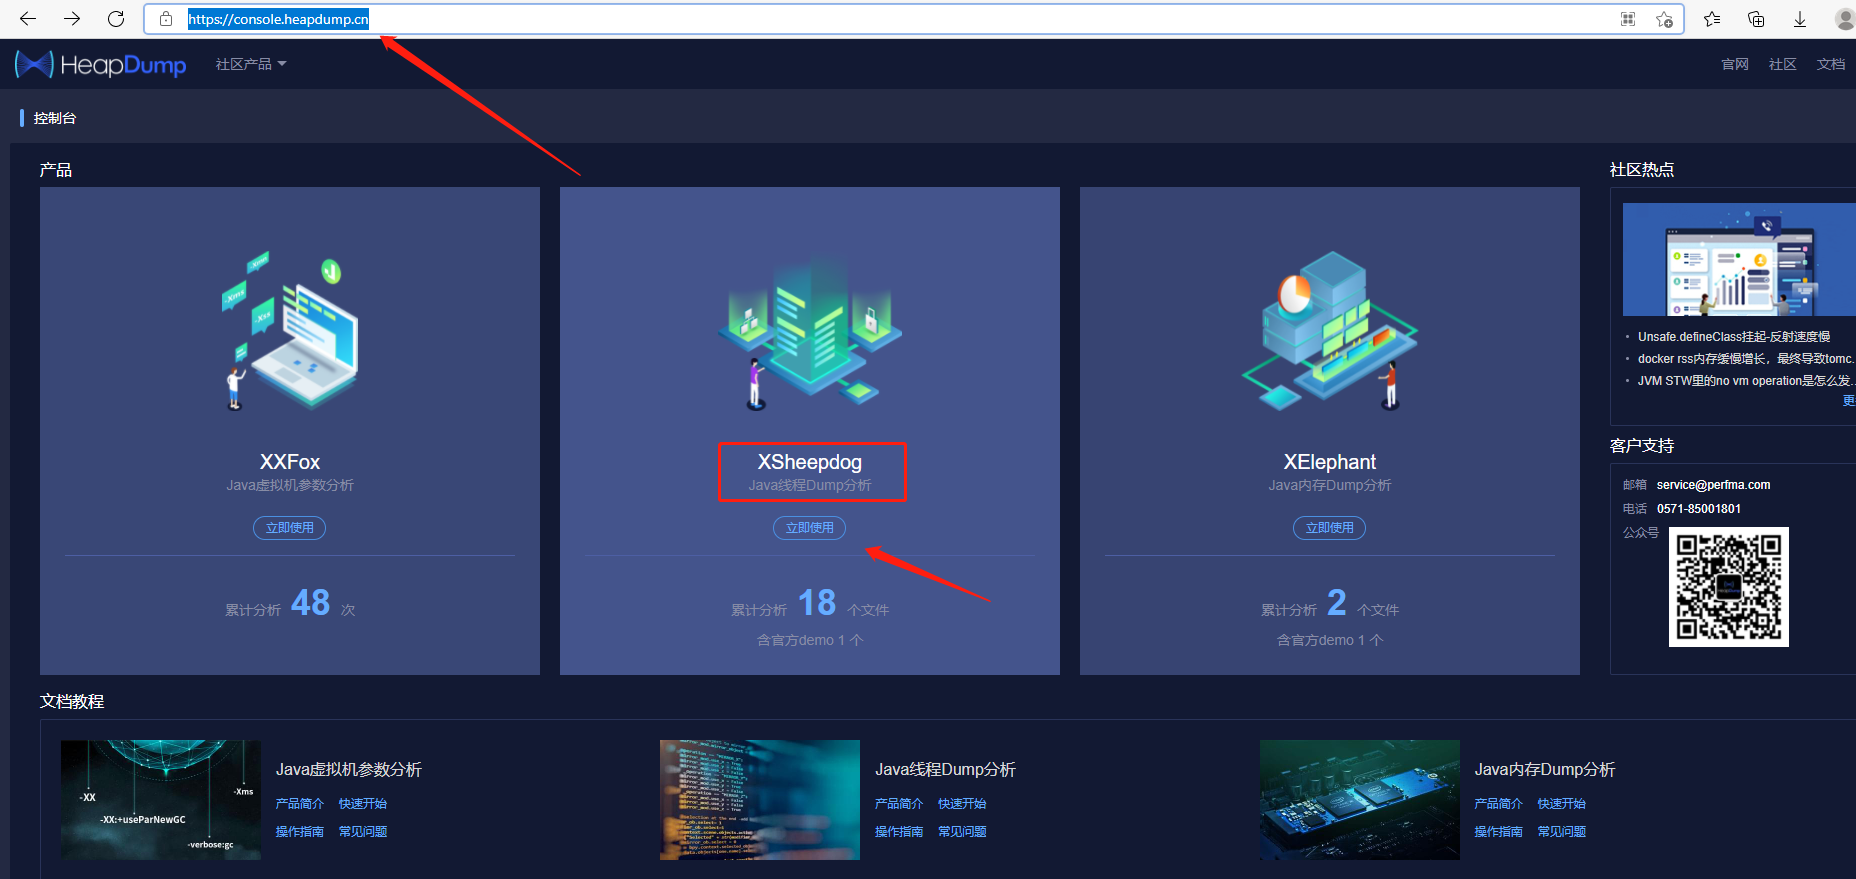 https://console.heapdump.cn
HeapDump
社区产品
官网 社区 文档
控制台
产品
XXFox
Java虚拟机参数分析
立即使用
累计分析 48 次
XSheepdog
Java线程Dump分析
立即使用
累计分析 18 个文件
含官方demo 1 个
XElephant
Java内存Dump分析
立即使用
累计分析 2 个文件
含官方demo 1 个
社区热点
Unsafe.defineClass挂起-反射速度慢
docker rss内存缓慢增长，最终导致tomc...
JVM STW里的no vm operation是怎么发...
更
客户支持
邮箱 service@perfma.com
电话 0571-85001801
公众号
文档教程
-XX
-Xms
-XX:+useParNewGC
-verbose:gc
Java虚拟机参数分析
产品简介 快速开始
操作指南 常见问题
Java线程Dump分析
产品简介 快速开始
操作指南 常见问题
Java内存Dump分析
产品简介 快速开始
操作指南 常见问题